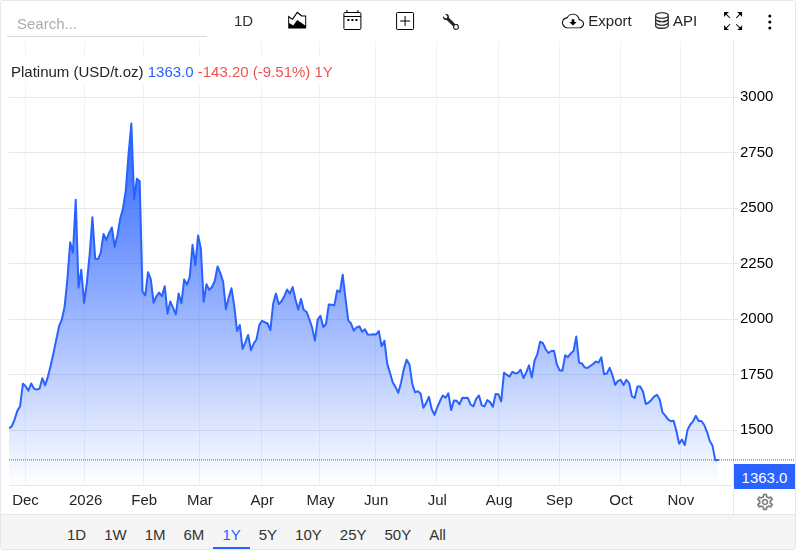 Search... 1D Export API
Platinum (USD/t.oz) 1363.0 -143.20 (-9.51%) 1Y
3000
2750
2500
2250
2000
1750
1500
1363.0
Dec 2026 Feb Mar Apr May Jun Jul Aug Sep Oct Nov
1D 1W 1M 6M 1Y 5Y 10Y 25Y 50Y All